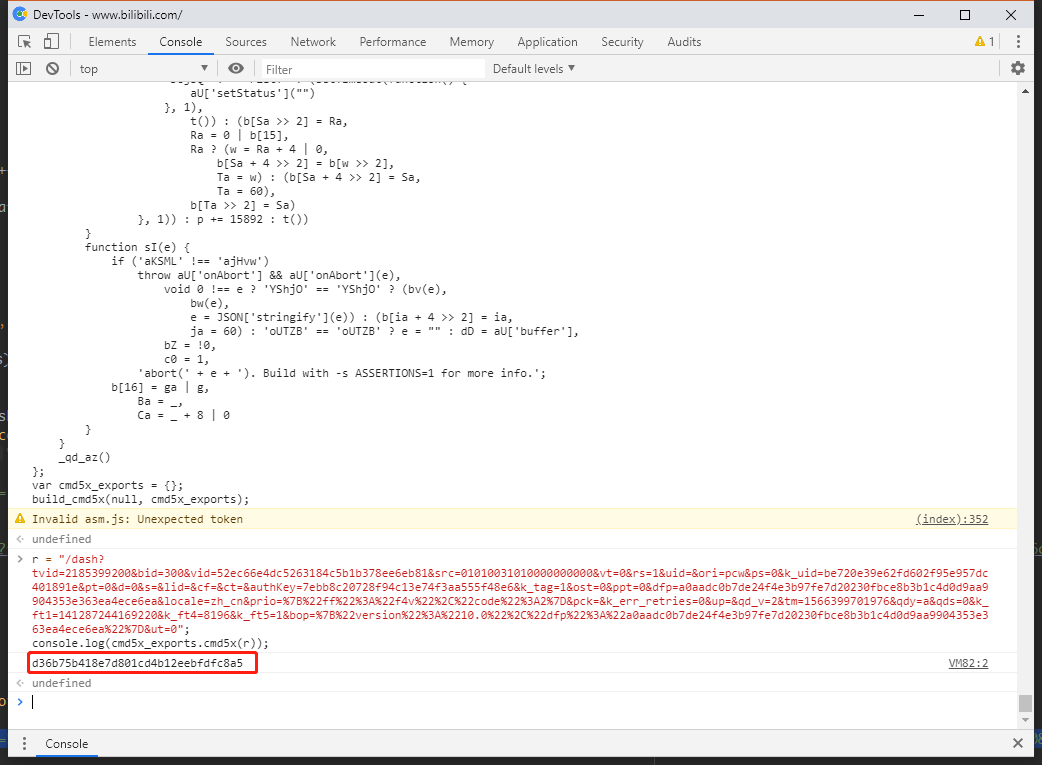 DevTools - www.bilibili.com/
Elements Console Sources Network Performance Memory Application Security Audits 1
top Filter Default levels
aU['setStatus']("")
}, 1),
t()) : (b[Sa >> 2] = Ra,
Ra = 0 | b[15],
Ra ? (w = Ra + 4 | 0,
b[Sa + 4 >> 2] = b[w >> 2],
Ta = w) : (b[Sa + 4 >> 2] = Sa,
Ta = 60),
b[Ta >> 2] = Sa)
}, 1)) : p += 15892 : t())
}
function sI(e) {
if ('aKSML' !== 'ajHvw')
throw aU['onAbort'] && aU['onAbort'](e),
void 0 !== e ? 'YShjO' == 'YShjO' ? (bv(e),
bw(e),
e = JSON['stringify'](e)) : (b[ia + 4 >> 2] = ia,
ja = 60) : 'oUTZB' == 'oUTZB' ? e = "" : dD = aU['buffer'],
bZ = !0,
c0 = 1,
'abort(' + e + '). Build with -s ASSERTIONS=1 for more info.';
b[16] = ga | g,
Ba = _,
Ca = _ + 8 | 0
}
}
_qd_az()
};
var cmd5x_exports = {};
build_cmd5x(null, cmd5x_exports);
Invalid asm.js: Unexpected token (index):352
undefined
r = "/dash?
tvid=2185399200&bid=300&vid=52ec66e4dc5263184c5b1b378ee6eb81&src=01010031010000000000&vt=0&rs=1&uid=&ori=pcw&ps=0&k_uid=be720e39e62fd602f95e957dc
401891e&pt=0&d=0&s=&lid=&cf=&ct=&authKey=7ebb8c20728f94c13e74f3aa555f48e6&k_tag=1&ost=0&ppt=0&dfp=a0aadc0b7de24f4e3b97fe7d20230fbce8b3b1c4d0d9aa9
904353e363ea4ece6ea&locale=zh_cn&prio=%7B%22ff%22%3A%22f4v%22%2C%22code%22%3A2%7D&pck=&k_err_retries=0&up=&qd_v=2&tm=1566399701976&qdy=a&qds=0&k_
ft1=141287244169220&k_ft4=8196&k_ft5=1&bop=%7B%22version%22%3A%2210.0%22%2C%22dfp%22%3A%22a0aadc0b7de24f4e3b97fe7d20230fbce8b3b1c4d0d9aa9904353e3
63ea4ece6ea%22%7D&ut=0";
console.log(cmd5x_exports.cmd5x(r));
d36b75b418e7d801cd4b12eebfdfc8a5 VM82:2
undefined
Console